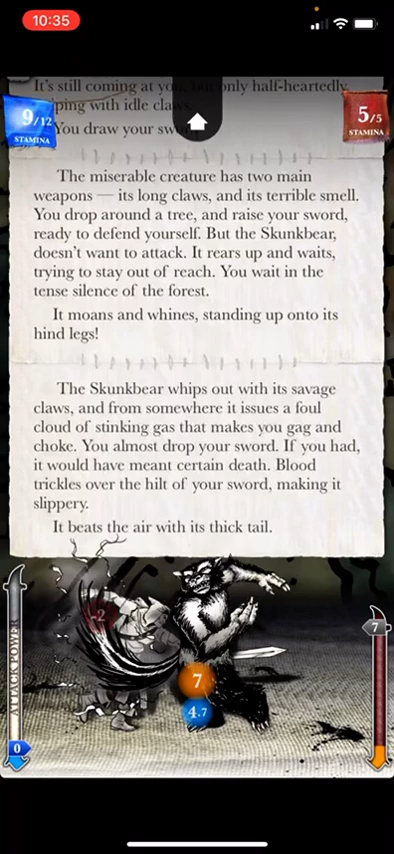 10:35
It's still coming at you, but only half-heartedly,
with idle claws.
You draw your sword
9/12
STAMINA
5/5
STAMINA
The miserable creature has two main
weapons — its long claws, and its terrible smell.
You drop around a tree, and raise your sword,
ready to defend yourself. But the Skunkbear,
doesn't want to attack. It rears up and waits,
trying to stay out of reach. You wait in the
tense silence of the forest.
It moans and whines, standing up onto its
hind legs!
The Skunkbear whips out with its savage
claws, and from somewhere it issues a foul
cloud of stinking gas that makes you gag and
choke. You almost drop your sword. If you had,
it would have meant certain death. Blood
trickles over the hilt of your sword, making it
slippery.
It beats the air with its thick tail.
-2
ATTACK POWER
7
7
4.7
0